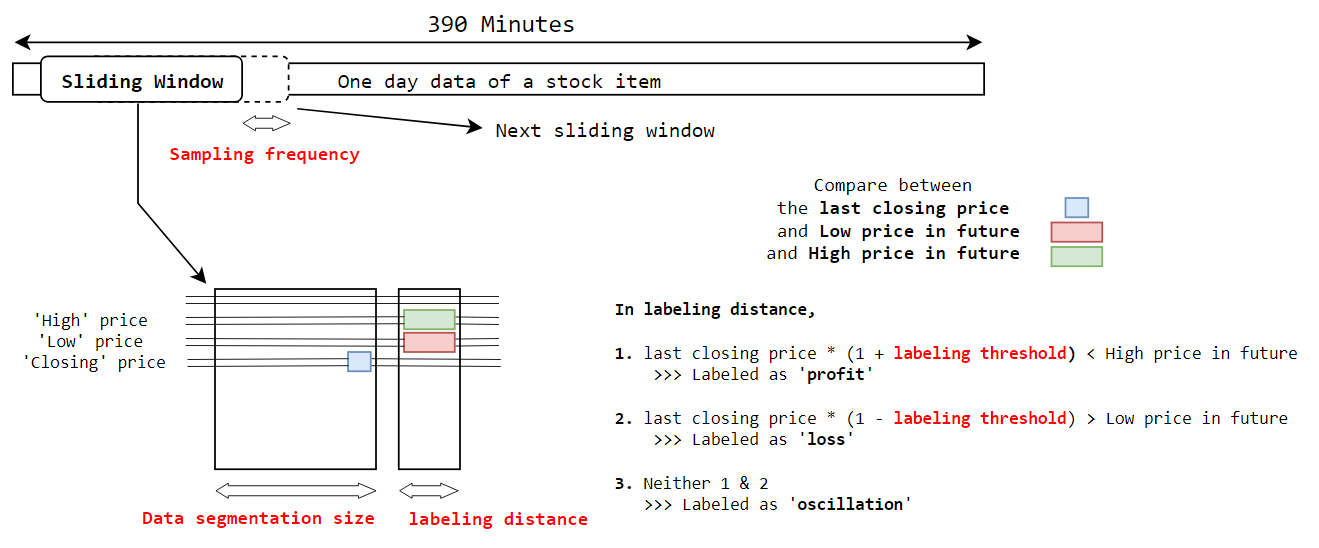 390 Minutes
Sliding Window
One day data of a stock item
Next sliding window
Sampling frequency
Compare between
the last closing price
and Low price in future
and High price in future
'High' price
'Low' price
'Closing' price
Data segmentation size
labeling distance
In labeling distance,
1. last closing price * (1 + labeling threshold) < High price in future
>>> Labeled as 'profit'
2. last closing price * (1 - labeling threshold) > Low price in future
>>> Labeled as 'loss'
3. Neither 1 & 2
>>> Labeled as 'oscillation'